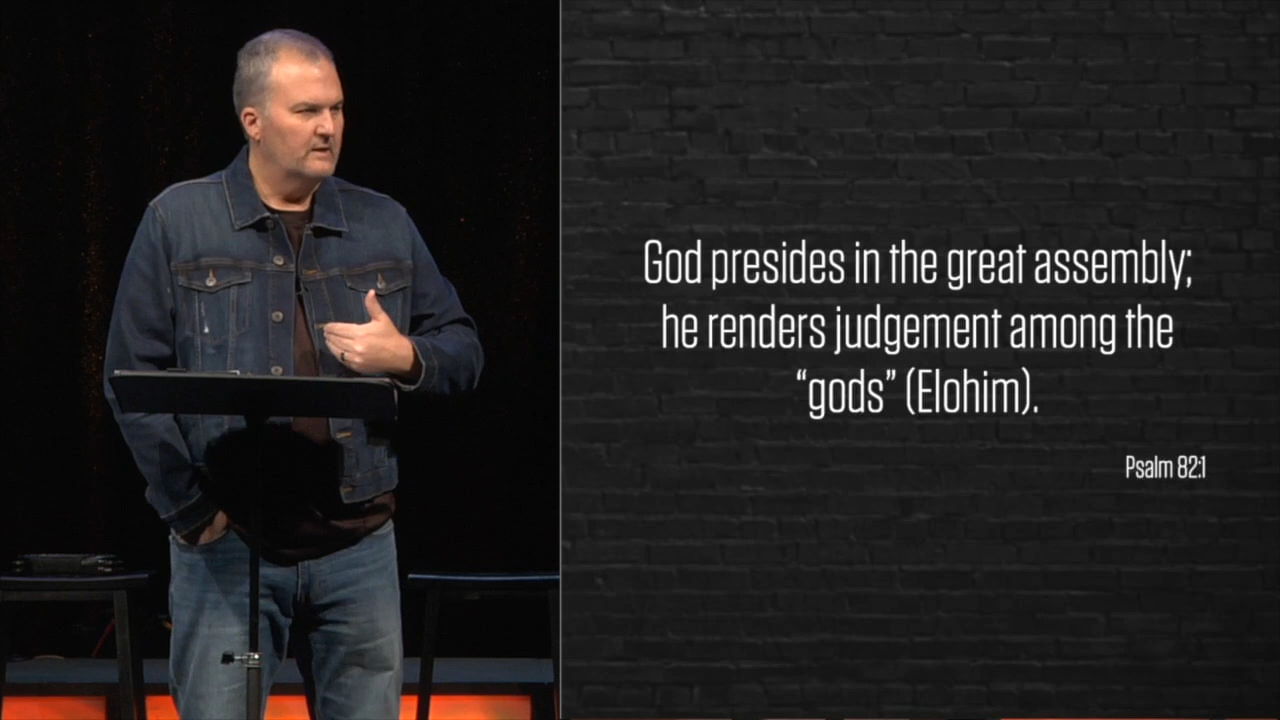 God presides in the great assembly;
he renders judgement among the
“gods” (Elohim).
Psalm 82:1